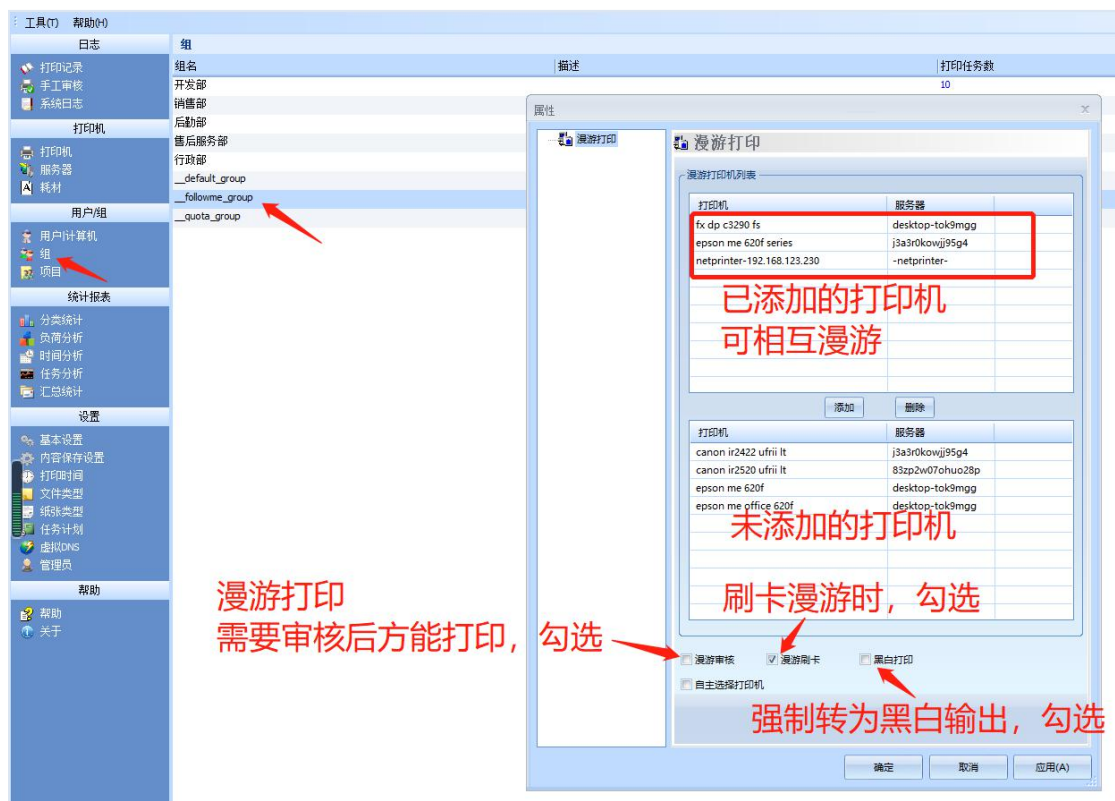 工具(T) 帮助(H)
日志
打印记录
手工审核
系统日志
打印机
打印机
服务器
耗材
用户/组
用户|计算机
组
项目
统计报表
分类统计
负荷分析
时间分析
任务分析
汇总统计
设置
基本设置
内容保存设置
打印时间
文件类型
纸张类型
任务计划
虚拟DNS
管理员
帮助
帮助
关于
组
组名 描述 打印任务数
开发部 10
销售部
后勤部
售后服务部
行政部
__default_group
__followme_group
__quota_group
属性
漫游打印
漫游打印
漫游打印机列表
打印机 服务器
fx dp c3290 fs desktop-tok9mgg
epson me 620f series j3a3r0kowjj95g4
netprinter-192.168.123.230 -netprinter-
已添加的打印机
可相互漫游
添加 删除
打印机 服务器
canon ir2422 ufrii lt j3a3r0kowjj95g4
canon ir2520 ufrii lt 83zp2w07ohuo28p
epson me 620f desktop-tok9mgg
epson me office 620f desktop-tok9mgg
未添加的打印机
刷卡漫游时，勾选
漫游打印
需要审核后方能打印，勾选
漫游审核 漫游刷卡 黑白打印
自主选择打印机
强制转为黑白输出，勾选
确定 取消 应用(A)